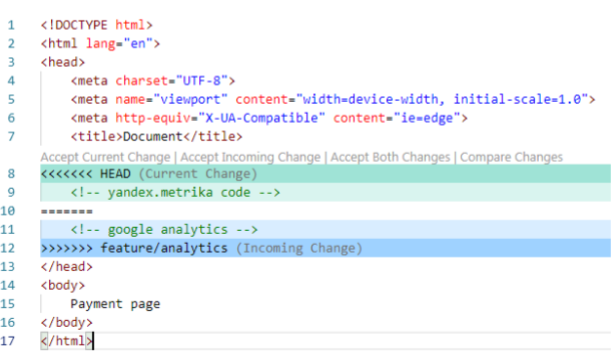 1 <!DOCTYPE html>
2 <html lang="en">
3 <head>
4     <meta charset="UTF-8">
5     <meta name="viewport" content="width=device-width, initial-scale=1.0">
6     <meta http-equiv="X-UA-Compatible" content="ie=edge">
7     <title>Document</title>
Accept Current Change | Accept Incoming Change | Accept Both Changes | Compare Changes
8 <<<<<<< HEAD (Current Change)
9     <!-- yandex.metrika code -->
10 =======
11     <!-- google analytics -->
12 >>>>>>> feature/analytics (Incoming Change)
13 </head>
14 <body>
15     Payment page
16 </body>
17 </html>